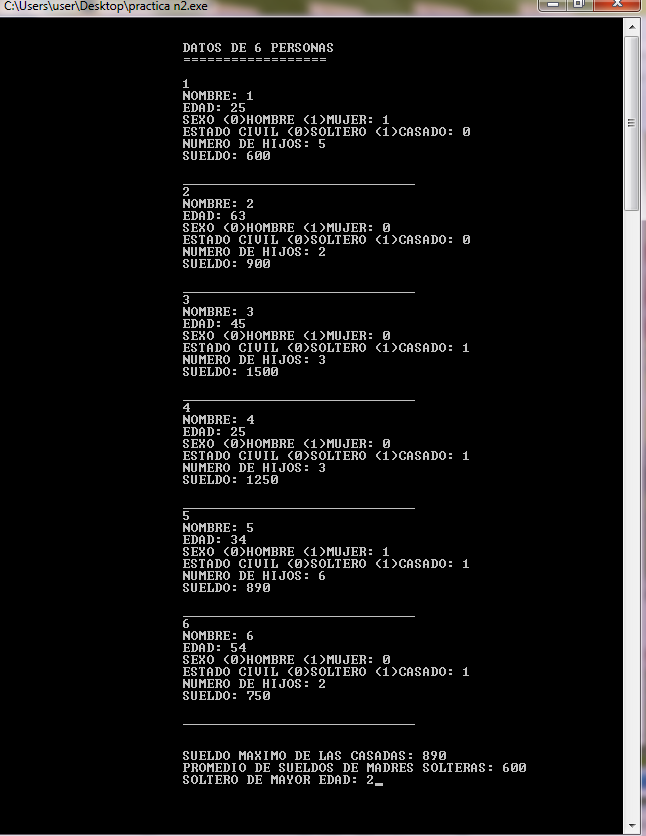 C:\Users\user\Desktop\practica n2.exe
DATOS DE 6 PERSONAS
==================
1
NOMBRE: 1
EDAD: 25
SEXO (0)HOMBRE (1)MUJER: 1
ESTADO CIVIL (0)SOLTERO (1)CASADO: 0
NUMERO DE HIJOS: 5
SUELDO: 600
_____________________________
2
NOMBRE: 2
EDAD: 63
SEXO (0)HOMBRE (1)MUJER: 0
ESTADO CIVIL (0)SOLTERO (1)CASADO: 0
NUMERO DE HIJOS: 2
SUELDO: 900
_____________________________
3
NOMBRE: 3
EDAD: 45
SEXO (0)HOMBRE (1)MUJER: 0
ESTADO CIVIL (0)SOLTERO (1)CASADO: 1
NUMERO DE HIJOS: 3
SUELDO: 1500
_____________________________
4
NOMBRE: 4
EDAD: 25
SEXO (0)HOMBRE (1)MUJER: 0
ESTADO CIVIL (0)SOLTERO (1)CASADO: 1
NUMERO DE HIJOS: 3
SUELDO: 1250
_____________________________
5
NOMBRE: 5
EDAD: 34
SEXO (0)HOMBRE (1)MUJER: 1
ESTADO CIVIL (0)SOLTERO (1)CASADO: 1
NUMERO DE HIJOS: 6
SUELDO: 890
_____________________________
6
NOMBRE: 6
EDAD: 54
SEXO (0)HOMBRE (1)MUJER: 0
ESTADO CIVIL (0)SOLTERO (1)CASADO: 1
NUMERO DE HIJOS: 2
SUELDO: 750
_____________________________
SUELDO MAXIMO DE LAS CASADAS: 890
PROMEDIO DE SUELDOS DE MADRES SOLTERAS: 600
SOLTERO DE MAYOR EDAD: 2_